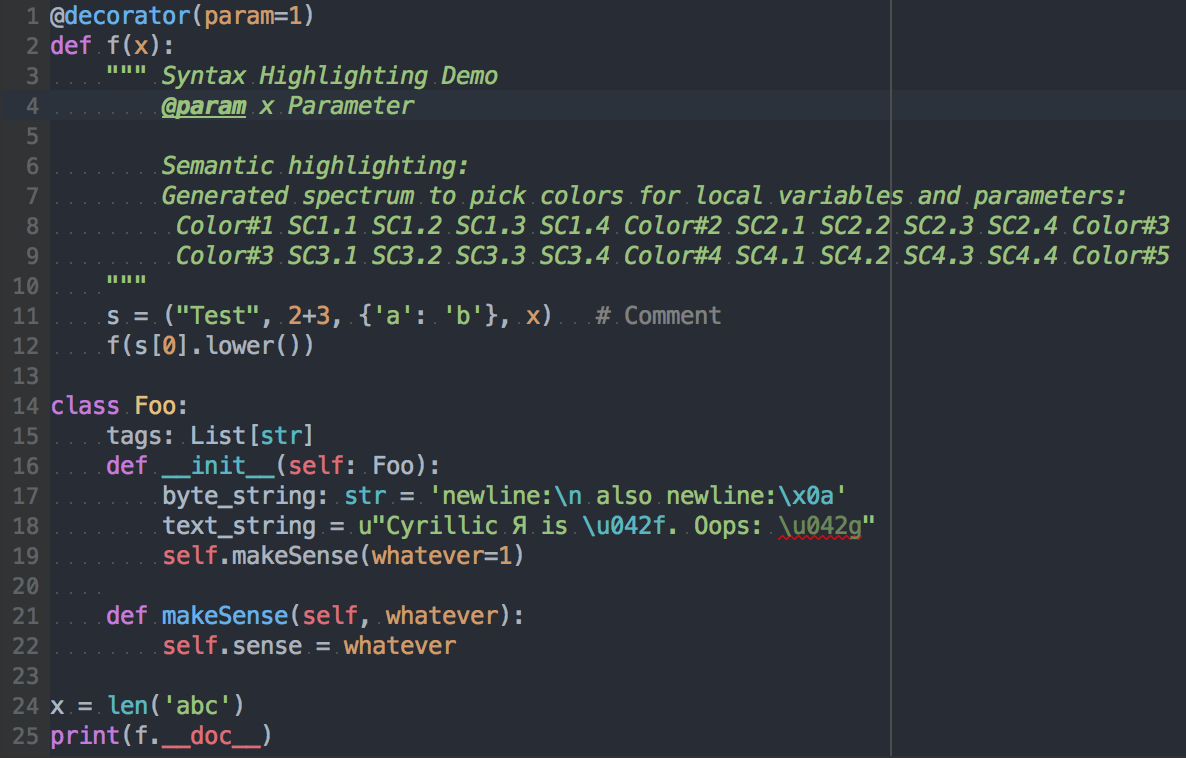 1 @decorator(param=1)
2 def f(x):
3     """ Syntax Highlighting Demo
4         @param x Parameter
5
6         Semantic highlighting:
7         Generated spectrum to pick colors for local variables and parameters:
8          Color#1 SC1.1 SC1.2 SC1.3 SC1.4 Color#2 SC2.1 SC2.2 SC2.3 SC2.4 Color#3
9          Color#3 SC3.1 SC3.2 SC3.3 SC3.4 Color#4 SC4.1 SC4.2 SC4.3 SC4.4 Color#5
10     """
11     s = ("Test", 2+3, {'a': 'b'}, x)   # Comment
12     f(s[0].lower())
13
14 class Foo:
15     tags: List[str]
16     def __init__(self: Foo):
17         byte_string: str = 'newline:\n also newline:\x0a'
18         text_string = u"Cyrillic Я is \u042f. Oops: \u042g"
19         self.makeSense(whatever=1)
20
21     def makeSense(self, whatever):
22         self.sense = whatever
23
24 x = len('abc')
25 print(f.__doc__)